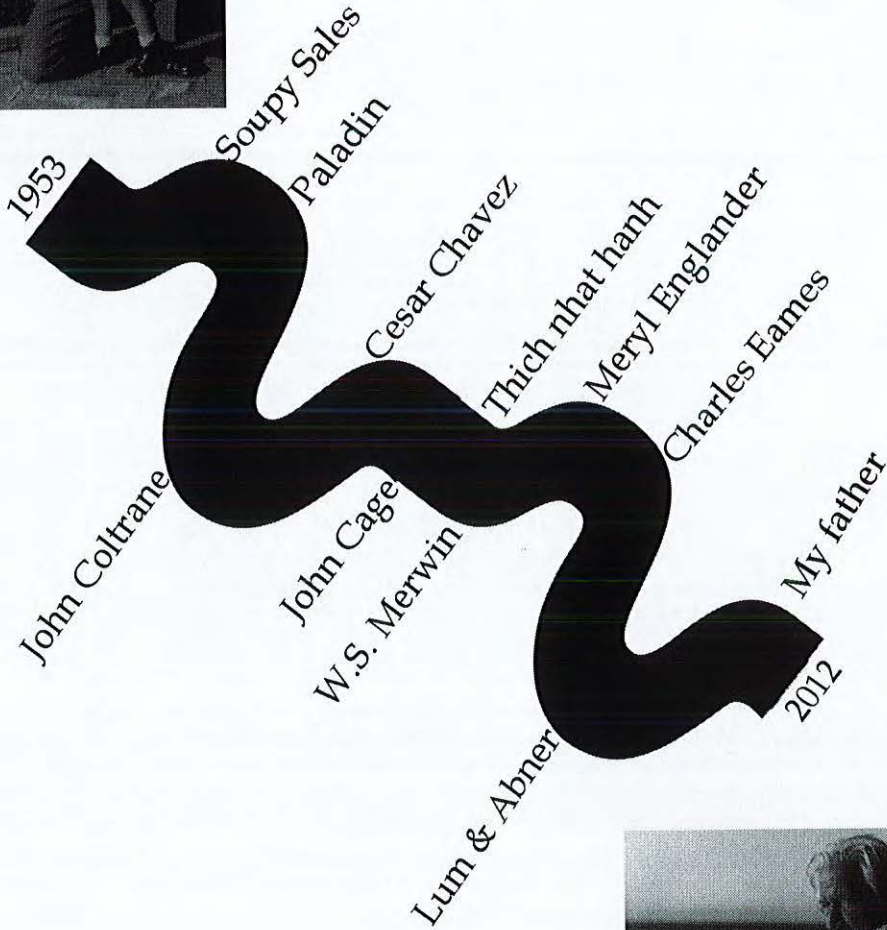 1953
Soupy Sales
Paladin
John Coltrane
Cesar Chavez
John Cage
Thich nhat hanh
W.S. Merwin
Meryl Englander
Charles Eames
Lum & Abner
My father
2012